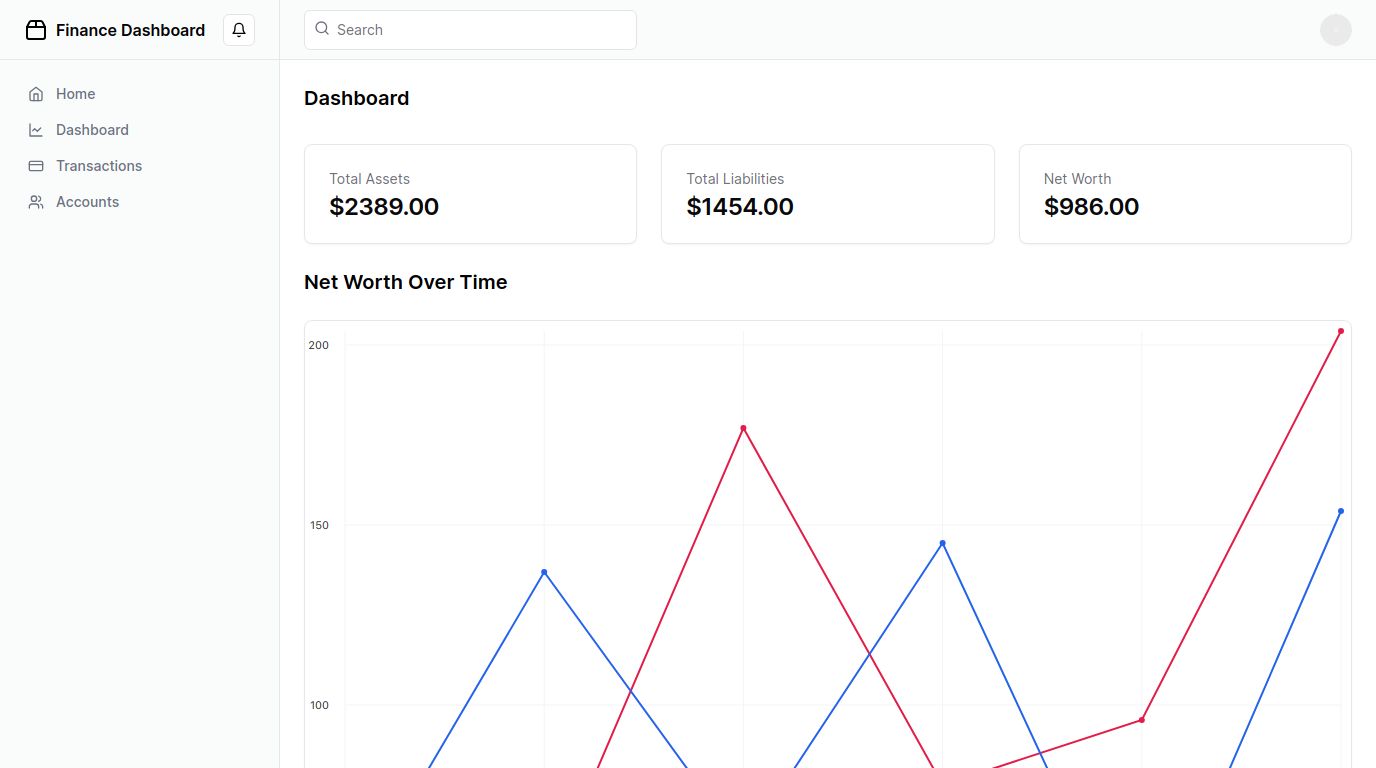 Finance Dashboard
Search
Home
Dashboard
Transactions
Accounts
Dashboard
Total Assets
$2389.00
Total Liabilities
$1454.00
Net Worth
$986.00
Net Worth Over Time
200
150
100